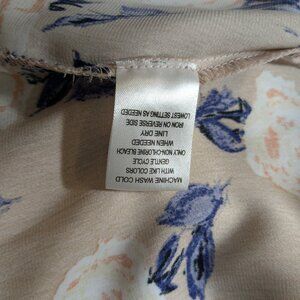 MACHINE WASH COLD
WITH LIKE COLORS
GENTLE CYCLE
ONLY NON-CHLORINE BLEACH
WHEN NEEDED
LINE DRY
IRON ON REVERSE SIDE
LOWEST SETTING AS NEEDED